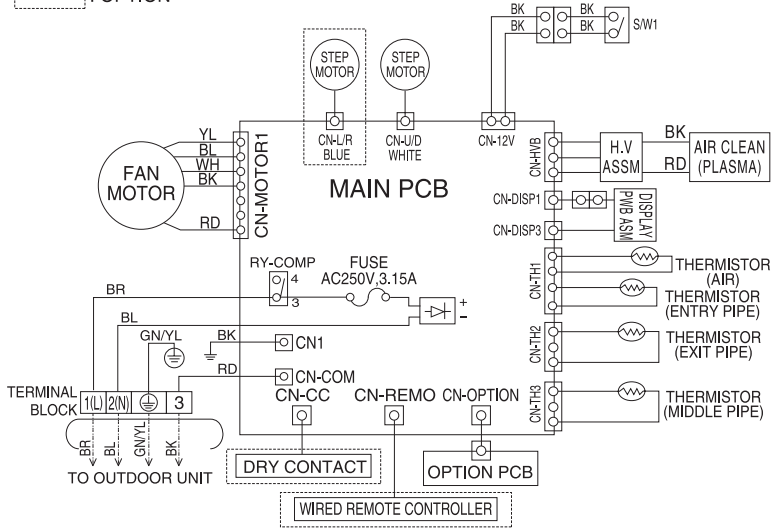 : OPTION
BK BK
BK BK
S/W1
STEP
MOTOR
STEP
MOTOR
CN-L/R
BLUE
CN-U/D
WHITE
CN-12V
YL
BL
WH
BK
RD
FAN
MOTOR
CN-MOTOR1
MAIN PCB
CN-HVB
H.V
ASSM
BK
RD
AIR CLEAN
(PLASMA)
CN-DISP1
CN-DISP3
DISPLAY
PWB ASM
CN-TH1
THERMISTOR
(AIR)
THERMISTOR
(ENTRY PIPE)
CN-TH2
THERMISTOR
(EXIT PIPE)
CN-TH3
THERMISTOR
(MIDDLE PIPE)
RY-COMP
4
3
FUSE
AC250V,3.15A
+
-
BR
BL
GN/YL
BK
CN1
RD
CN-COM
TERMINAL
BLOCK
1(L) 2(N) 3
BR
BL
GN/YL
BK
TO OUTDOOR UNIT
CN-CC
CN-REMO
CN-OPTION
DRY CONTACT
OPTION PCB
WIRED REMOTE CONTROLLER